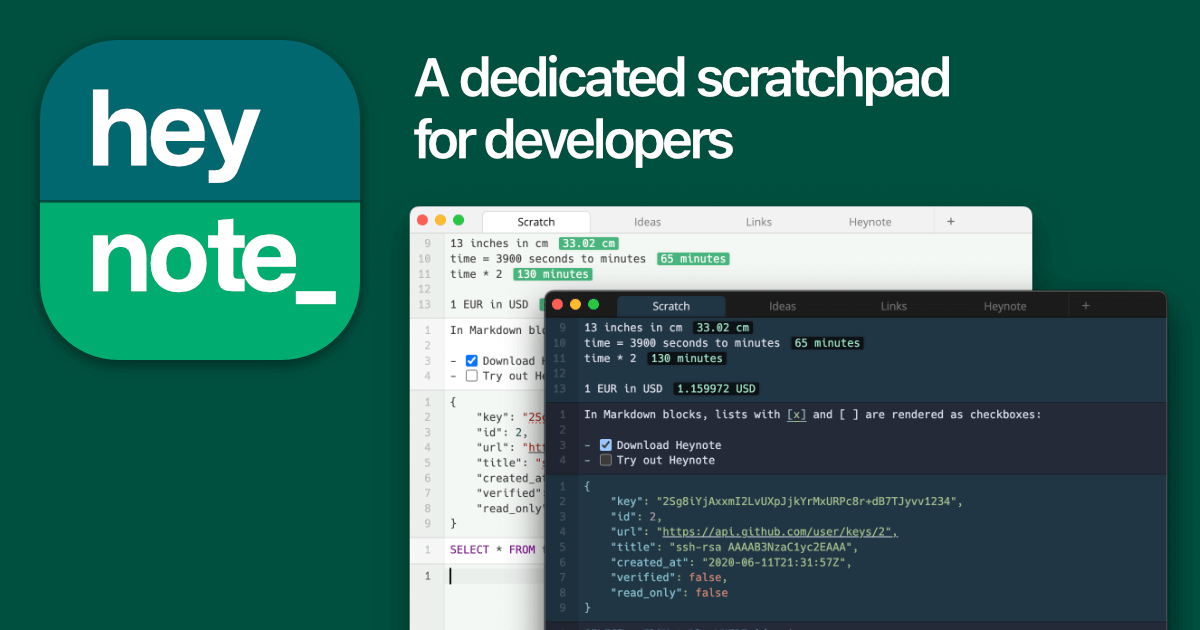 hey
note_
A dedicated scratchpad
for developers
Scratch Ideas Links Heynote +
9 13 inches in cm 33.02 cm
10 time = 3900 seconds to minutes 65 minutes
11 time * 2 130 minutes
12
13 1 EUR in USD
1 In Markdown
2
3 - Download
4 - Try out
1 {
2 "key":
3 "id": 2,
4 "url":
5 "title":
6
7 "verified"
8 "read_only"
9 }
1 SELECT * FROM
1
Scratch Ideas Links Heynote +
9 13 inches in cm 33.02 cm
10 time = 3900 seconds to minutes 65 minutes
11 time * 2 130 minutes
12
13 1 EUR in USD 1.159972 USD
1 In Markdown blocks, lists with [x] and [ ] are rendered as checkboxes:
2
3 - Download Heynote
4 - Try out Heynote
1 {
2 "key": "2Sg8iYjAxxmI2LvUXpJjkYrMxURPc8r+dB7TJyvv1234",
3 "id": 2,
4 "url": "https://api.github.com/user/keys/2",
5 "title": "ssh-rsa AAAAB3NzaC1yc2EAAA",
6 "created_at": "2020-06-11T21:31:57Z",
7 "verified": false,
8 "read_only": false
9 }